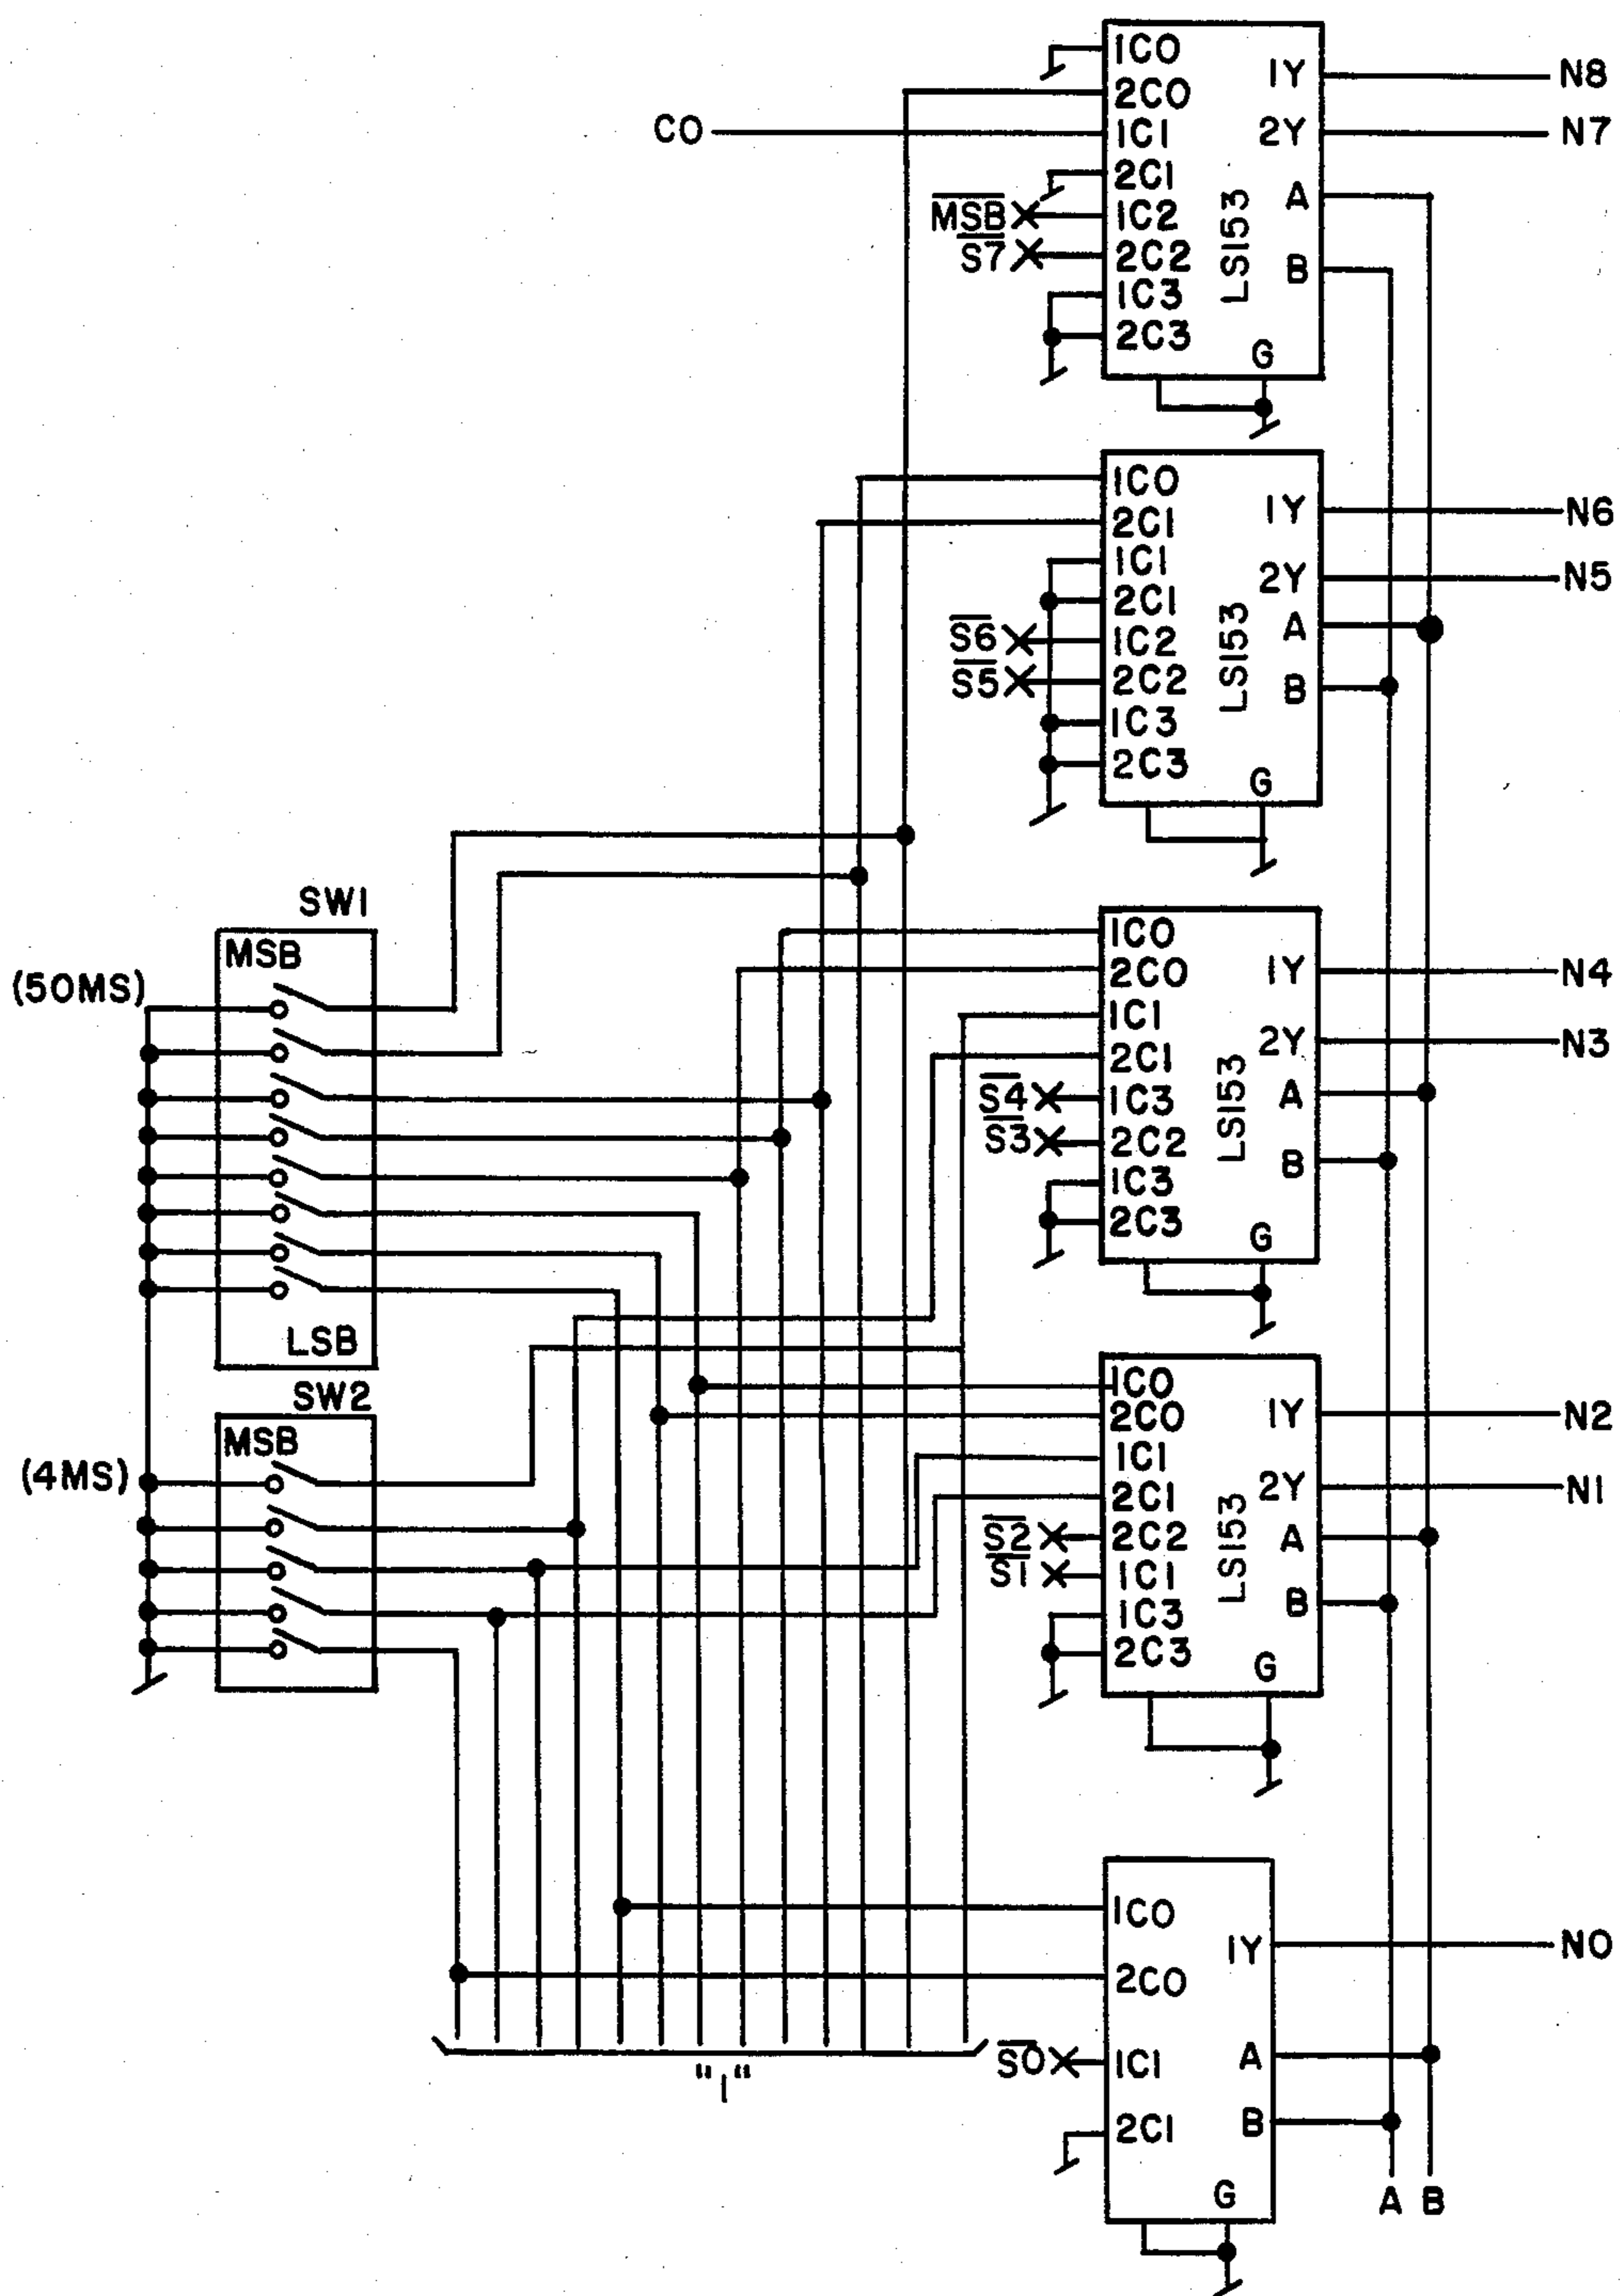 1C0
2C0
1C1
2C1
1C2
2C2
1C3
2C3
1Y
2Y
A
B
G
LS153
N8
N7
CO
MSB
S7
1C0
2C1
1C1
2C1
1C2
2C2
1C3
2C3
1Y
2Y
A
B
G
LS153
N6
N5
S6
S5
SW1
MSB
(50MS)
LSB
1C0
2C0
1C1
2C1
1C3
2C2
1C3
2C3
1Y
2Y
A
B
G
LS153
N4
N3
S4
S3
SW2
MSB
(4MS)
1C0
2C0
1C1
2C1
2C2
1C1
1C3
2C3
1Y
2Y
A
B
G
LS153
N2
N1
S2
S1
1C0
2C0
1C1
2C1
1Y
A
B
G
N0
S0
"1"
A B